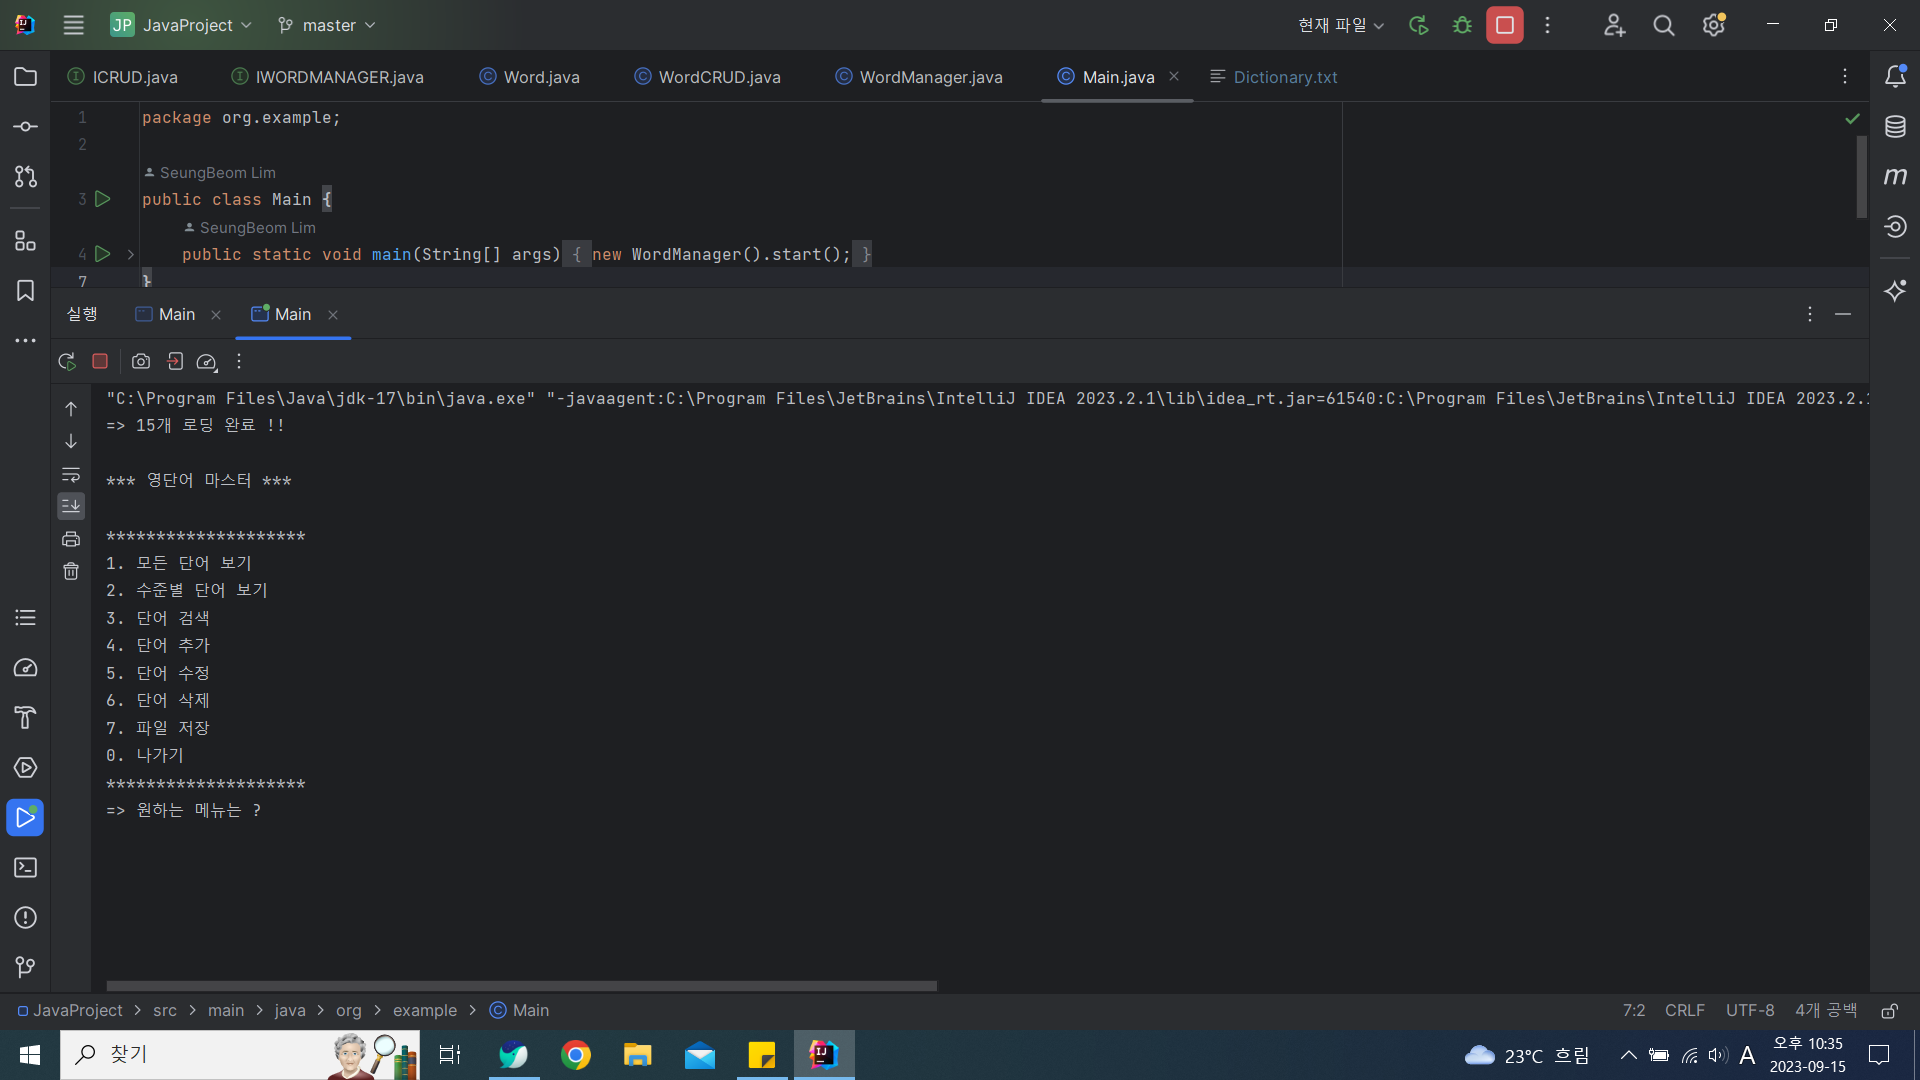 JP JavaProject master 현재 파일
ICRUD.java IWORDMANAGER.java Word.java WordCRUD.java WordManager.java Main.java Dictionary.txt
1 package org.example;
2
SeungBeom Lim
3 public class Main {
SeungBeom Lim
4 public static void main(String[] args) { new WordManager().start(); }
7 }
실행 Main Main
"C:\Program Files\Java\jdk-17\bin\java.exe" "-javaagent:C:\Program Files\JetBrains\IntelliJ IDEA 2023.2.1\lib\idea_rt.jar=61540:C:\Program Files\JetBrains\IntelliJ IDEA 2023.2.1
=> 15개 로딩 완료 !!
*** 영단어 마스터 ***
********************
1. 모든 단어 보기
2. 수준별 단어 보기
3. 단어 검색
4. 단어 추가
5. 단어 수정
6. 단어 삭제
7. 파일 저장
0. 나가기
********************
=> 원하는 메뉴는 ?
JavaProject > src > main > java > org > example > Main 7:2 CRLF UTF-8 4개 공백
찾기 23°C 흐림 A 오후 10:35
2023-09-15